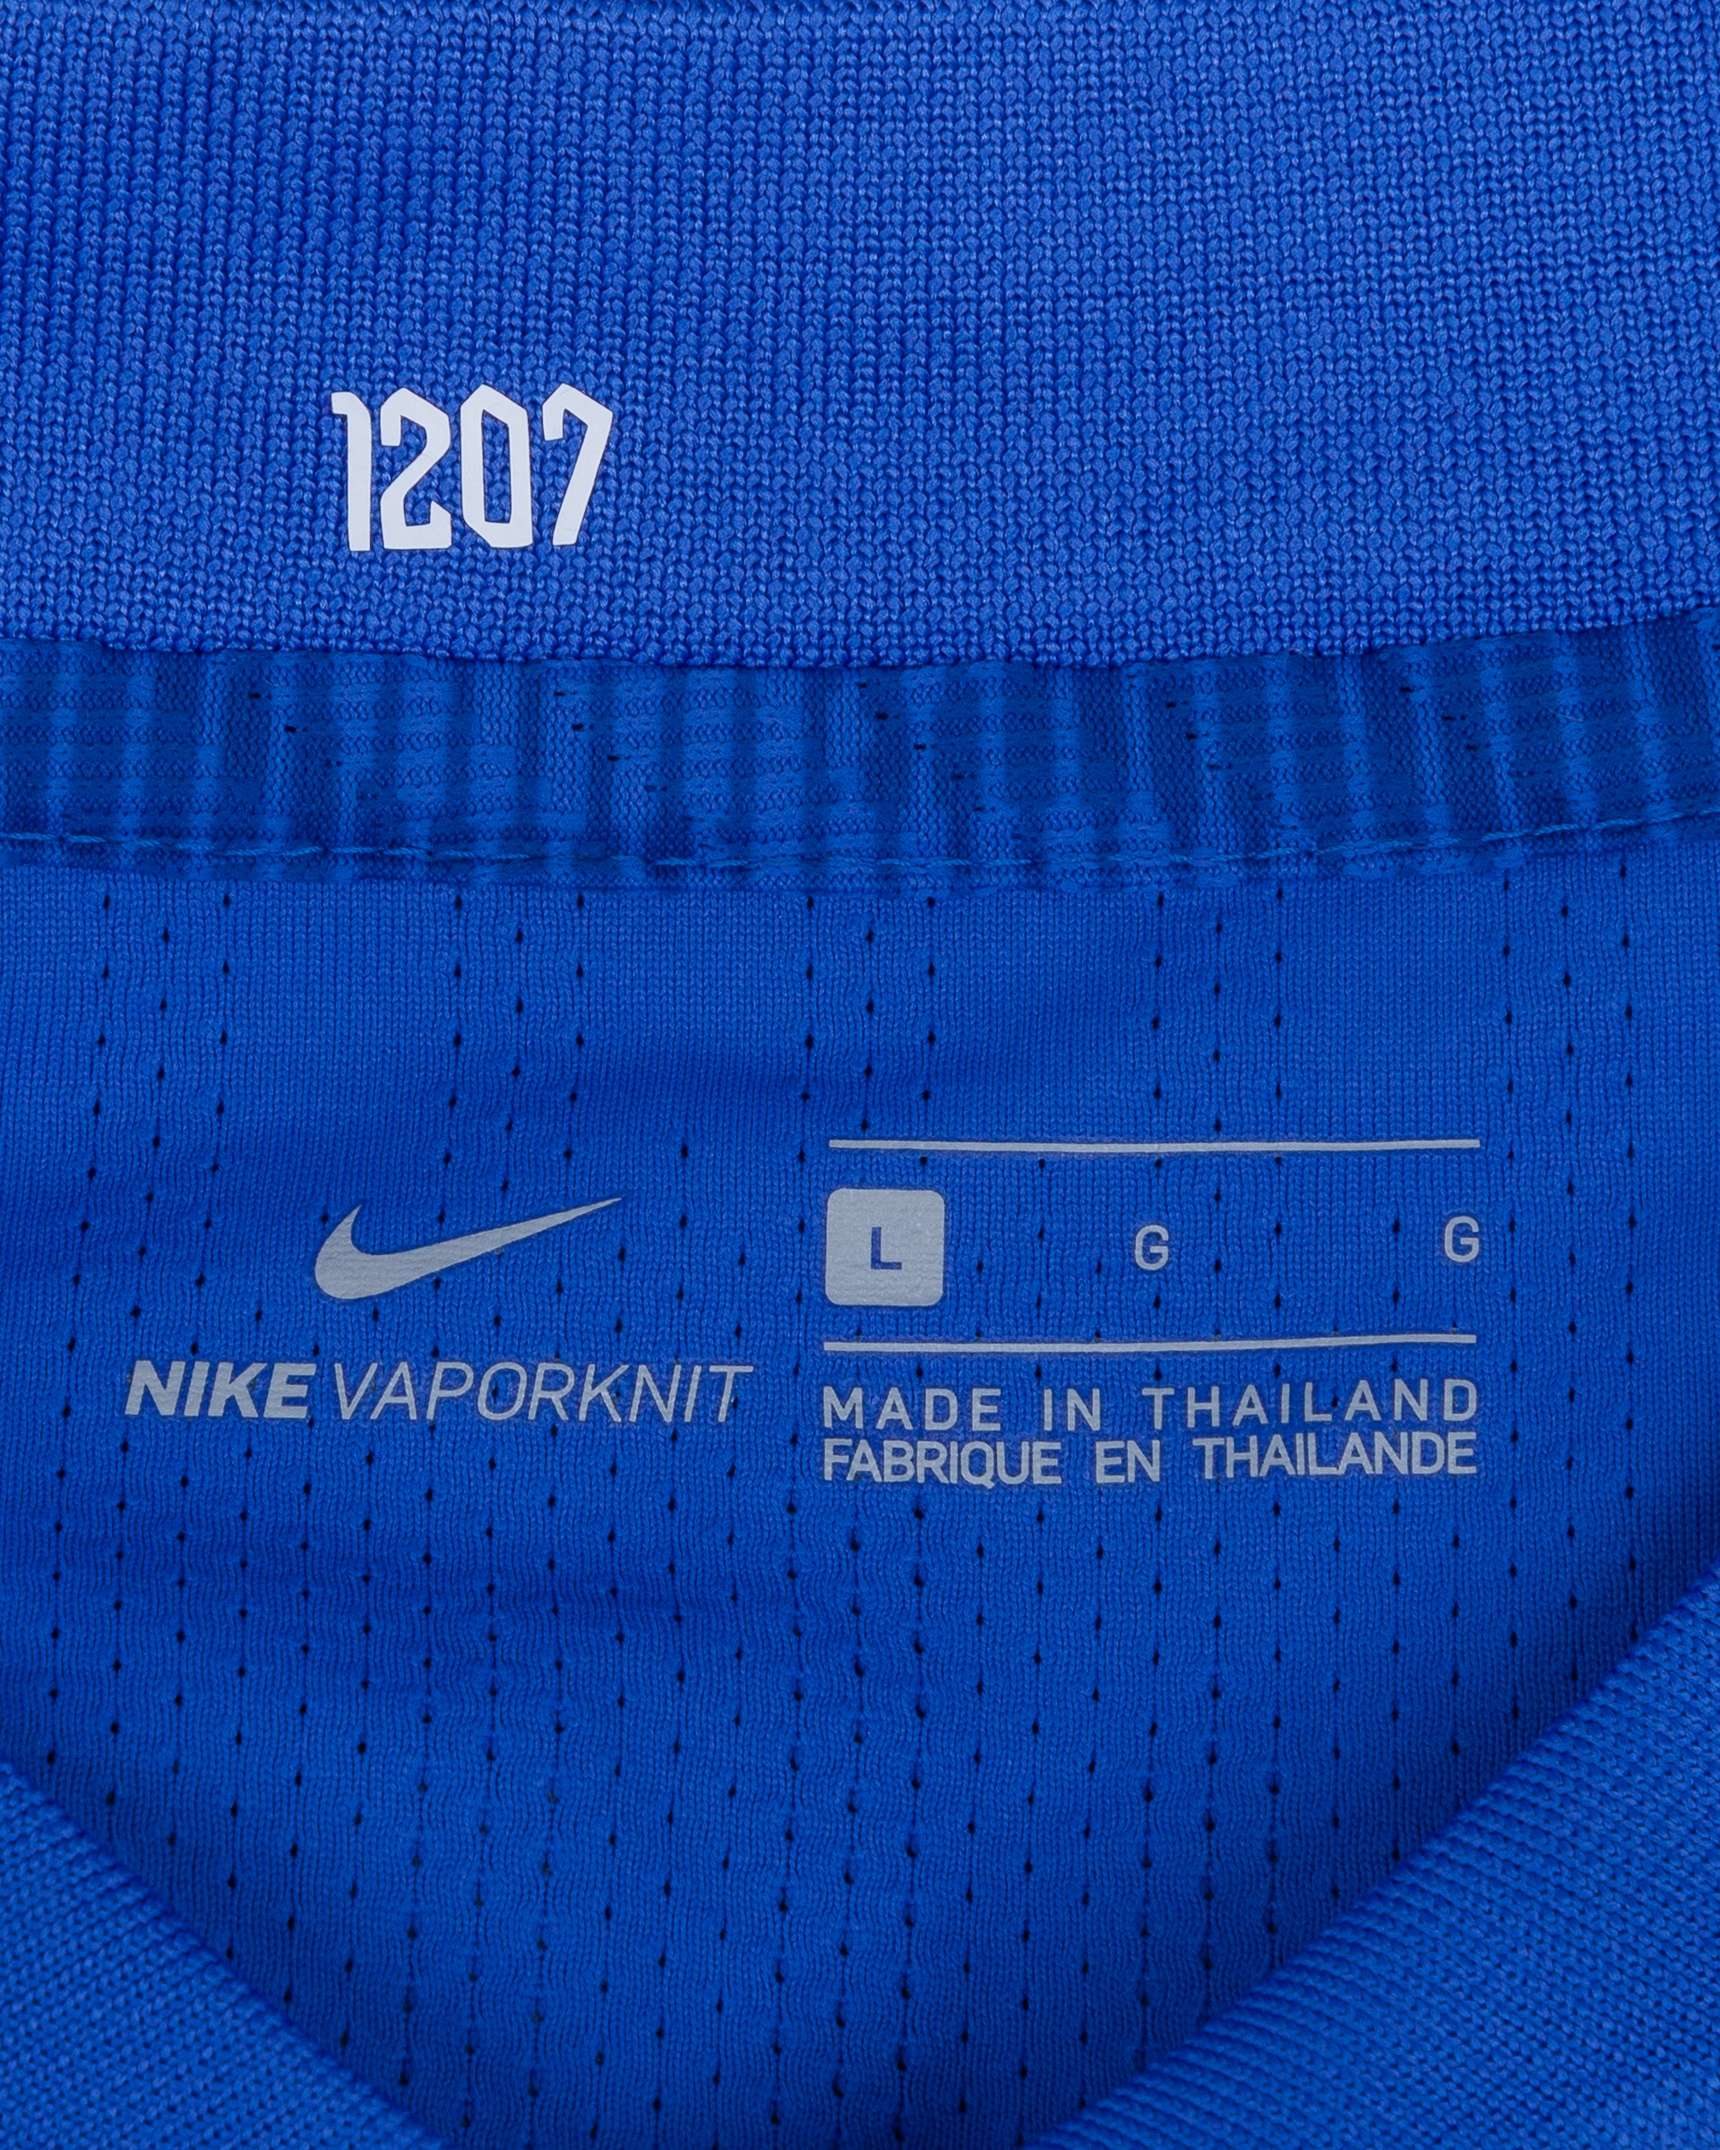 1207
NIKE VAPORKNIT
L G G
MADE IN THAILAND
FABRIQUE EN THAILANDE